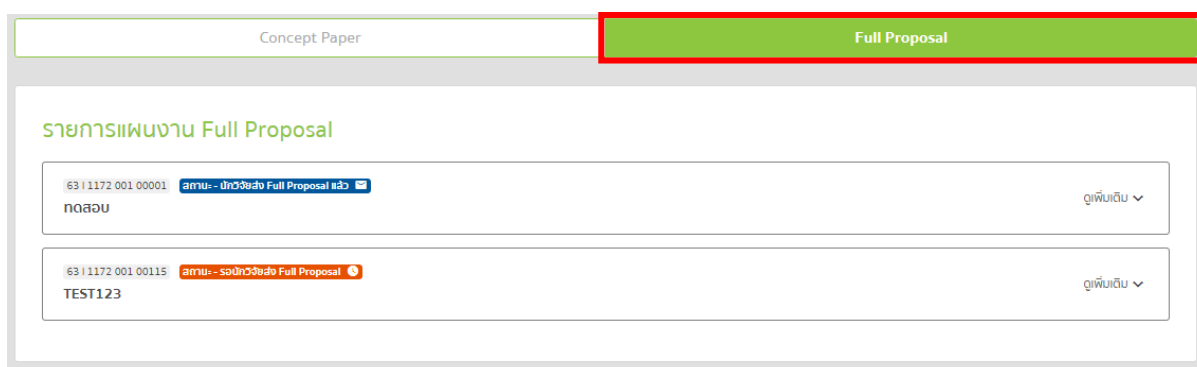 Concept Paper
Full Proposal
รายการแผนงาน Full Proposal
63 I 1172 001 00001 สถานะ - นักวิจัยส่ง Full Proposal แล้ว
ทดสอบ
ดูเพิ่มเติม
63 I 1172 001 00115 สถานะ - รอนักวิจัยส่ง Full Proposal
TEST123
ดูเพิ่มเติม